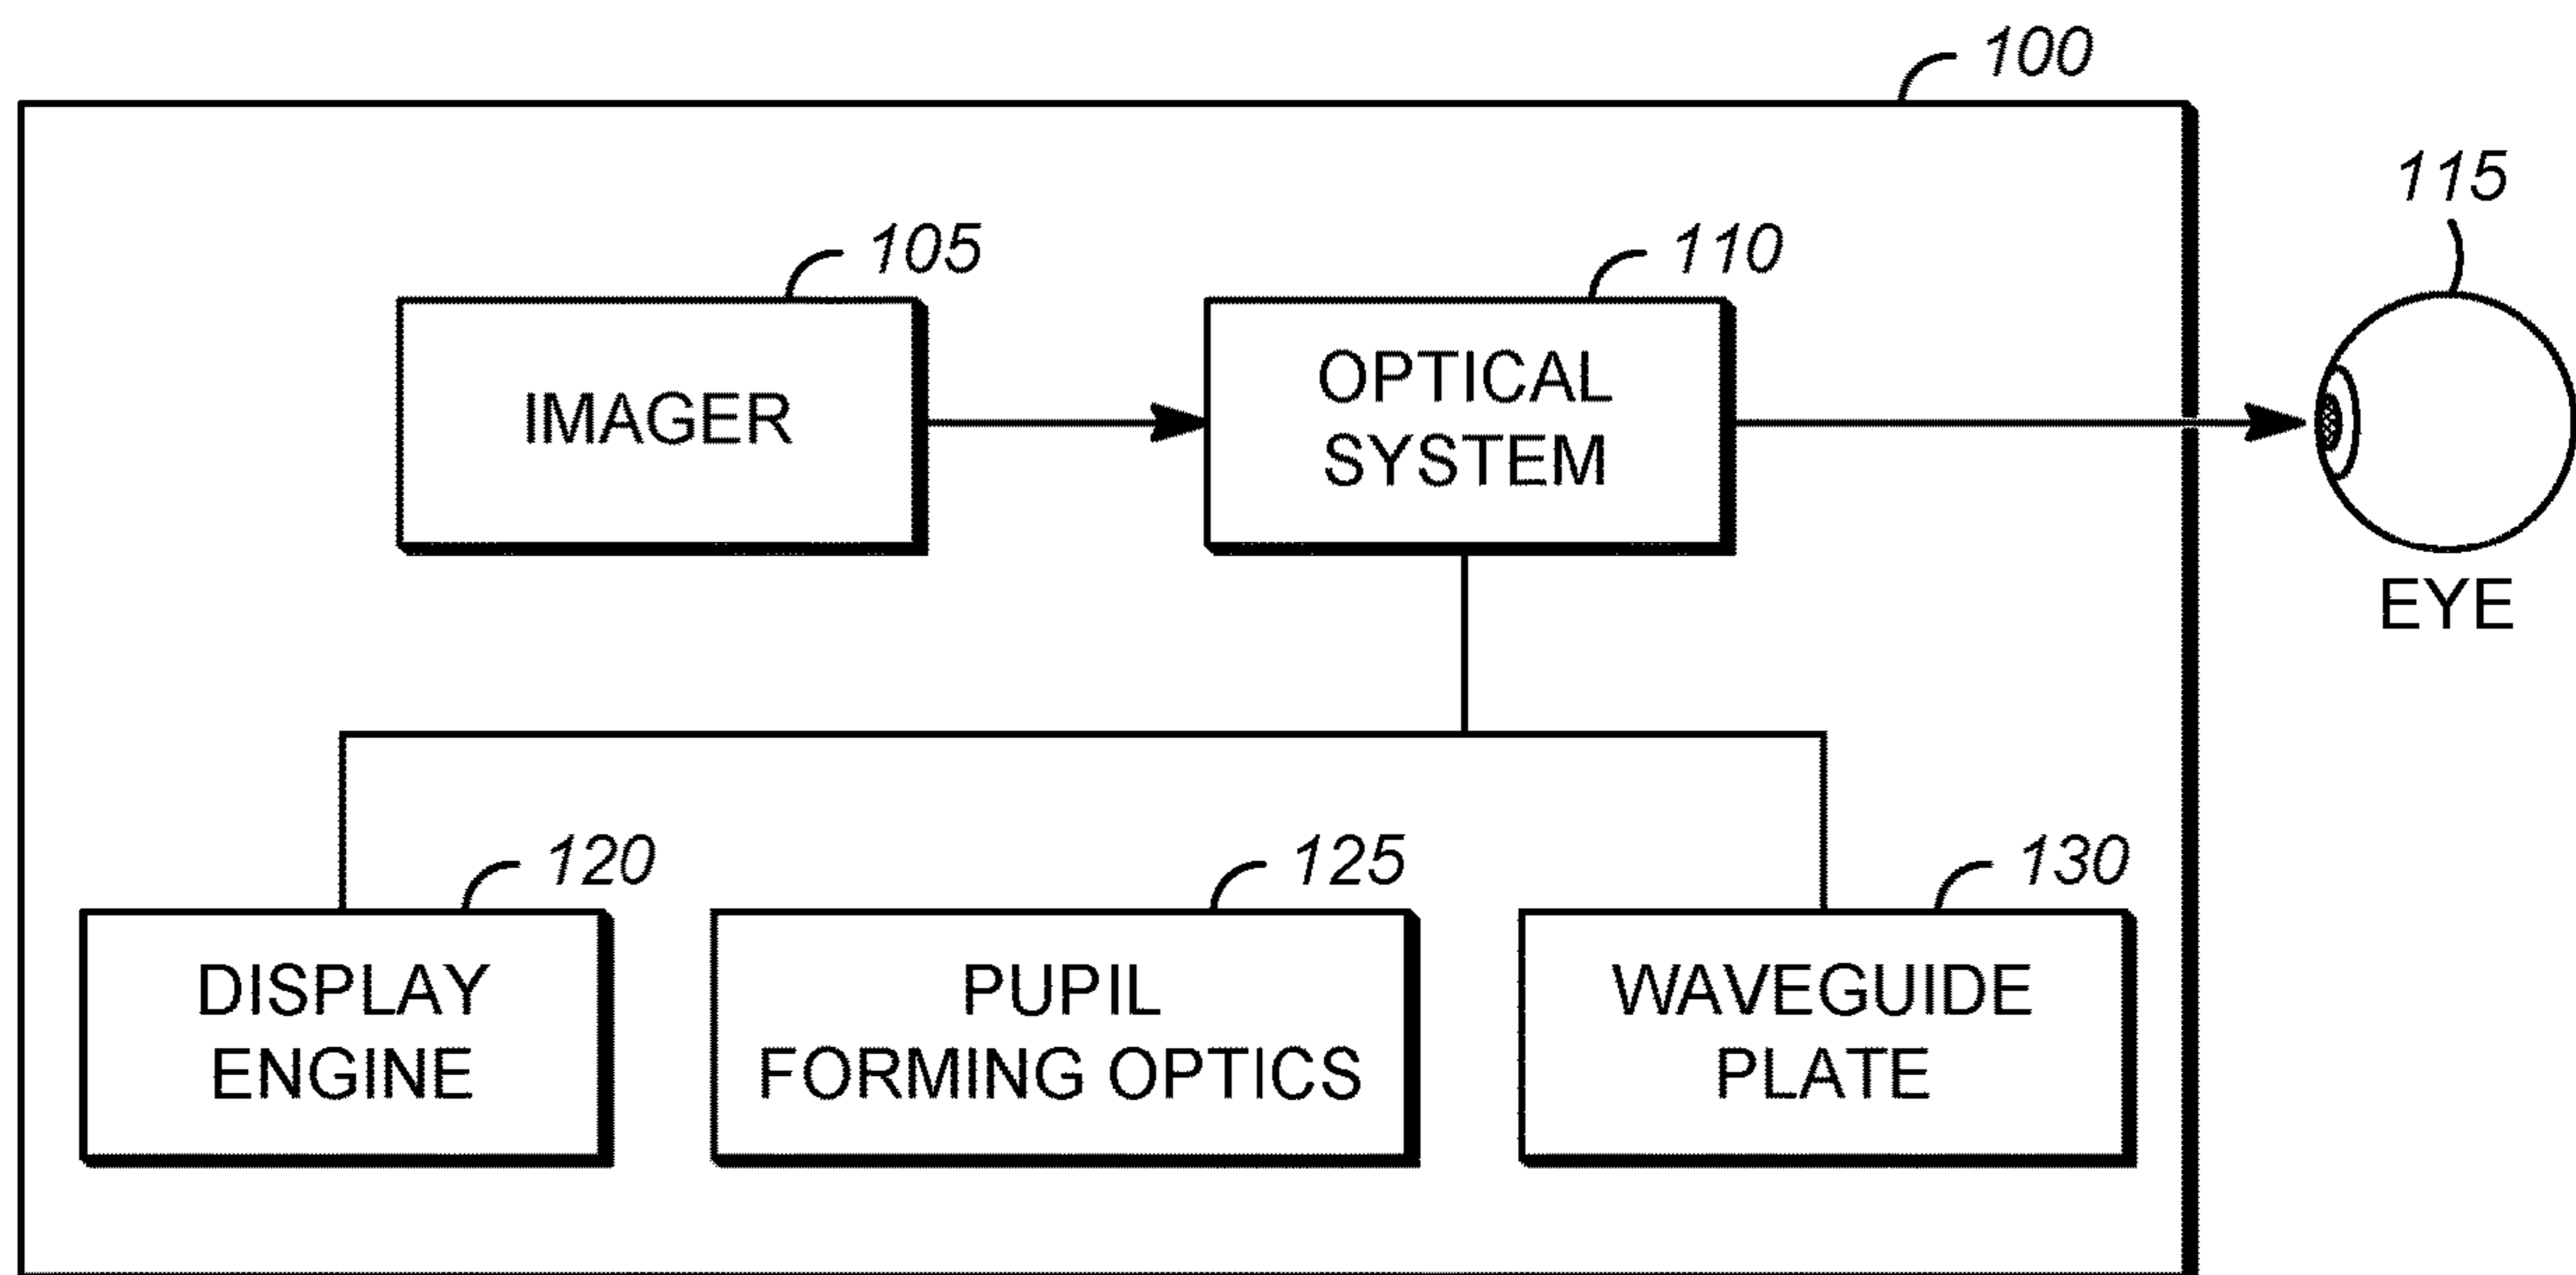 100
115
105
110
IMAGER
OPTICAL
SYSTEM
EYE
120
125
130
DISPLAY
ENGINE
PUPIL
FORMING OPTICS
WAVEGUIDE
PLATE